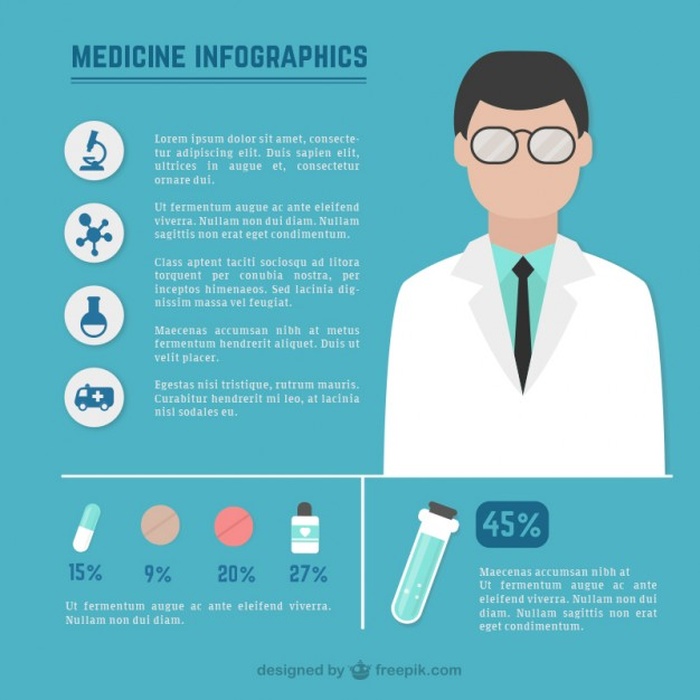 MEDICINE INFOGRAPHICS
Lorem ipsum dolor sit amet, consecte-
tur adipiscing elit. Duis sapien elit,
ultrices in augue et, consectetur
ornare dui.
Ut fermentum augue ac ante eleifend
viverra. Nullam non dui diam. Nullam
sagittis non erat eget condimentum.
Class aptent taciti sociosqu ad litora
torquent per conubia nostra, per
inceptos himenaeos. Sed lacinia dig-
nissim massa vel feugiat.
Maecenas accumsan nibh at metus
fermentum hendrerit aliquet. Duis ut
velit placer.
Egestas nisi tristique, rutrum mauris.
Curabitur hendrerit mi leo, at lacinia
nisl sodales eu.
15% 9% 20% 27%
Ut fermentum augue ac ante eleifend viverra.
Nullam non dui diam.
45%
Maecenas accumsan nibh at
Ut fermentum augue ac ante
eleifend viverra. Nullam non dui
diam. Nullam sagittis non erat
eget condimentum.
designed by freepik.com